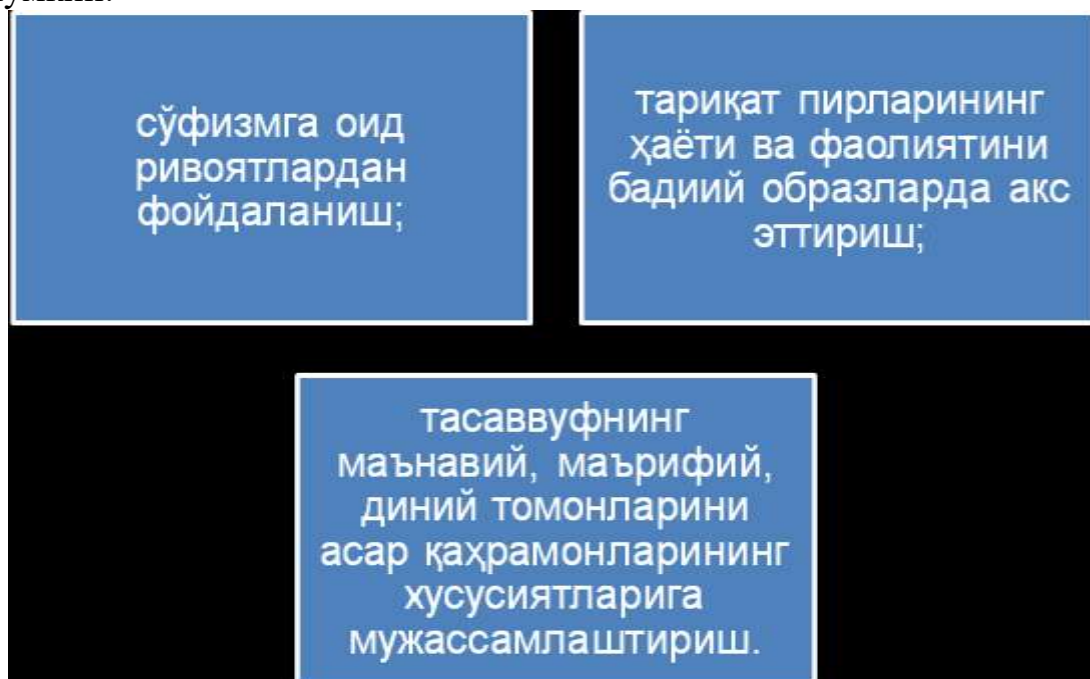 сўфизмга оид
ривоятлардан
фойдаланиш;
тариқат пирларининг
ҳаёти ва фаолиятини
бадиий образларда акс
эттириш;
тасаввуфнинг
маънавий, маърифий,
диний томонларини
асар қаҳрамонларининг
хусусиятларига
мужассамлаштириш.